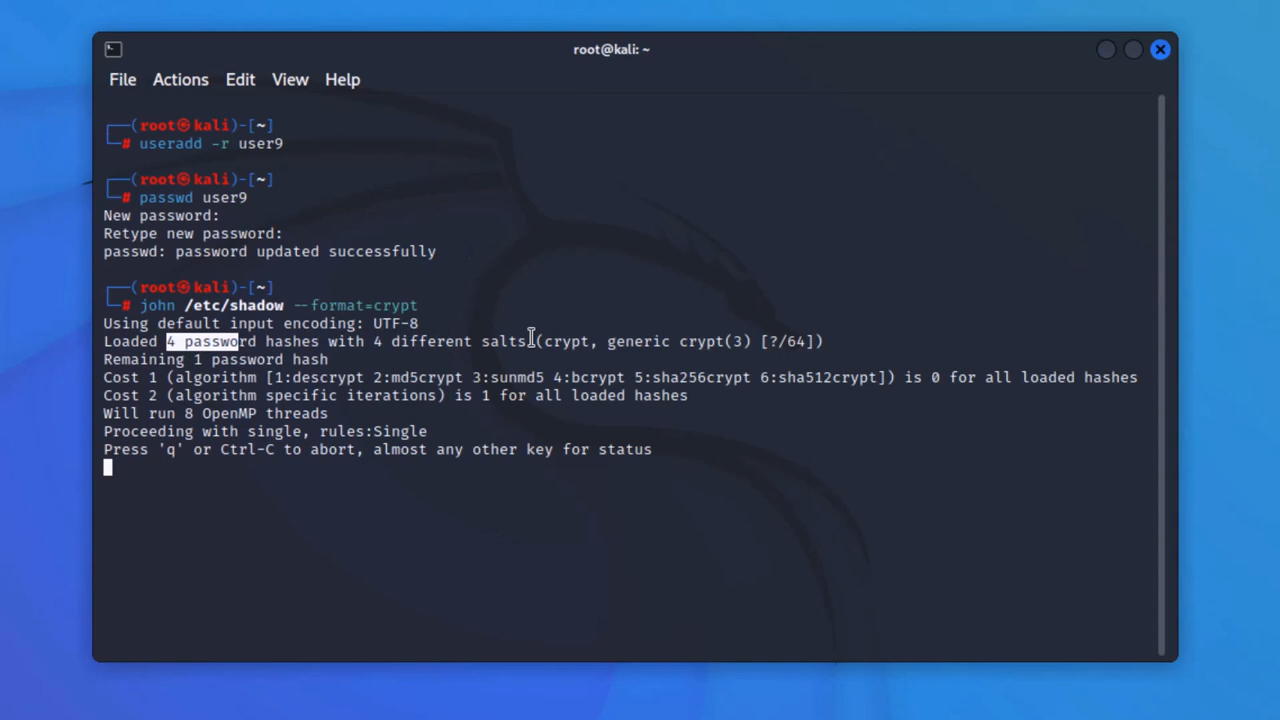 root@kali: ~
File Actions Edit View Help
┌──(root㉿kali)-[~]
└─# useradd -r user9
┌──(root㉿kali)-[~]
└─# passwd user9
New password:
Retype new password:
passwd: password updated successfully
┌──(root㉿kali)-[~]
└─# john /etc/shadow --format=crypt
Using default input encoding: UTF-8
Loaded 4 password hashes with 4 different salts (crypt, generic crypt(3) [?/64])
Remaining 1 password hash
Cost 1 (algorithm [1:descrypt 2:md5crypt 3:sunmd5 4:bcrypt 5:sha256crypt 6:sha512crypt]) is 0 for all loaded hashes
Cost 2 (algorithm specific iterations) is 1 for all loaded hashes
Will run 8 OpenMP threads
Proceeding with single, rules:Single
Press 'q' or Ctrl-C to abort, almost any other key for status